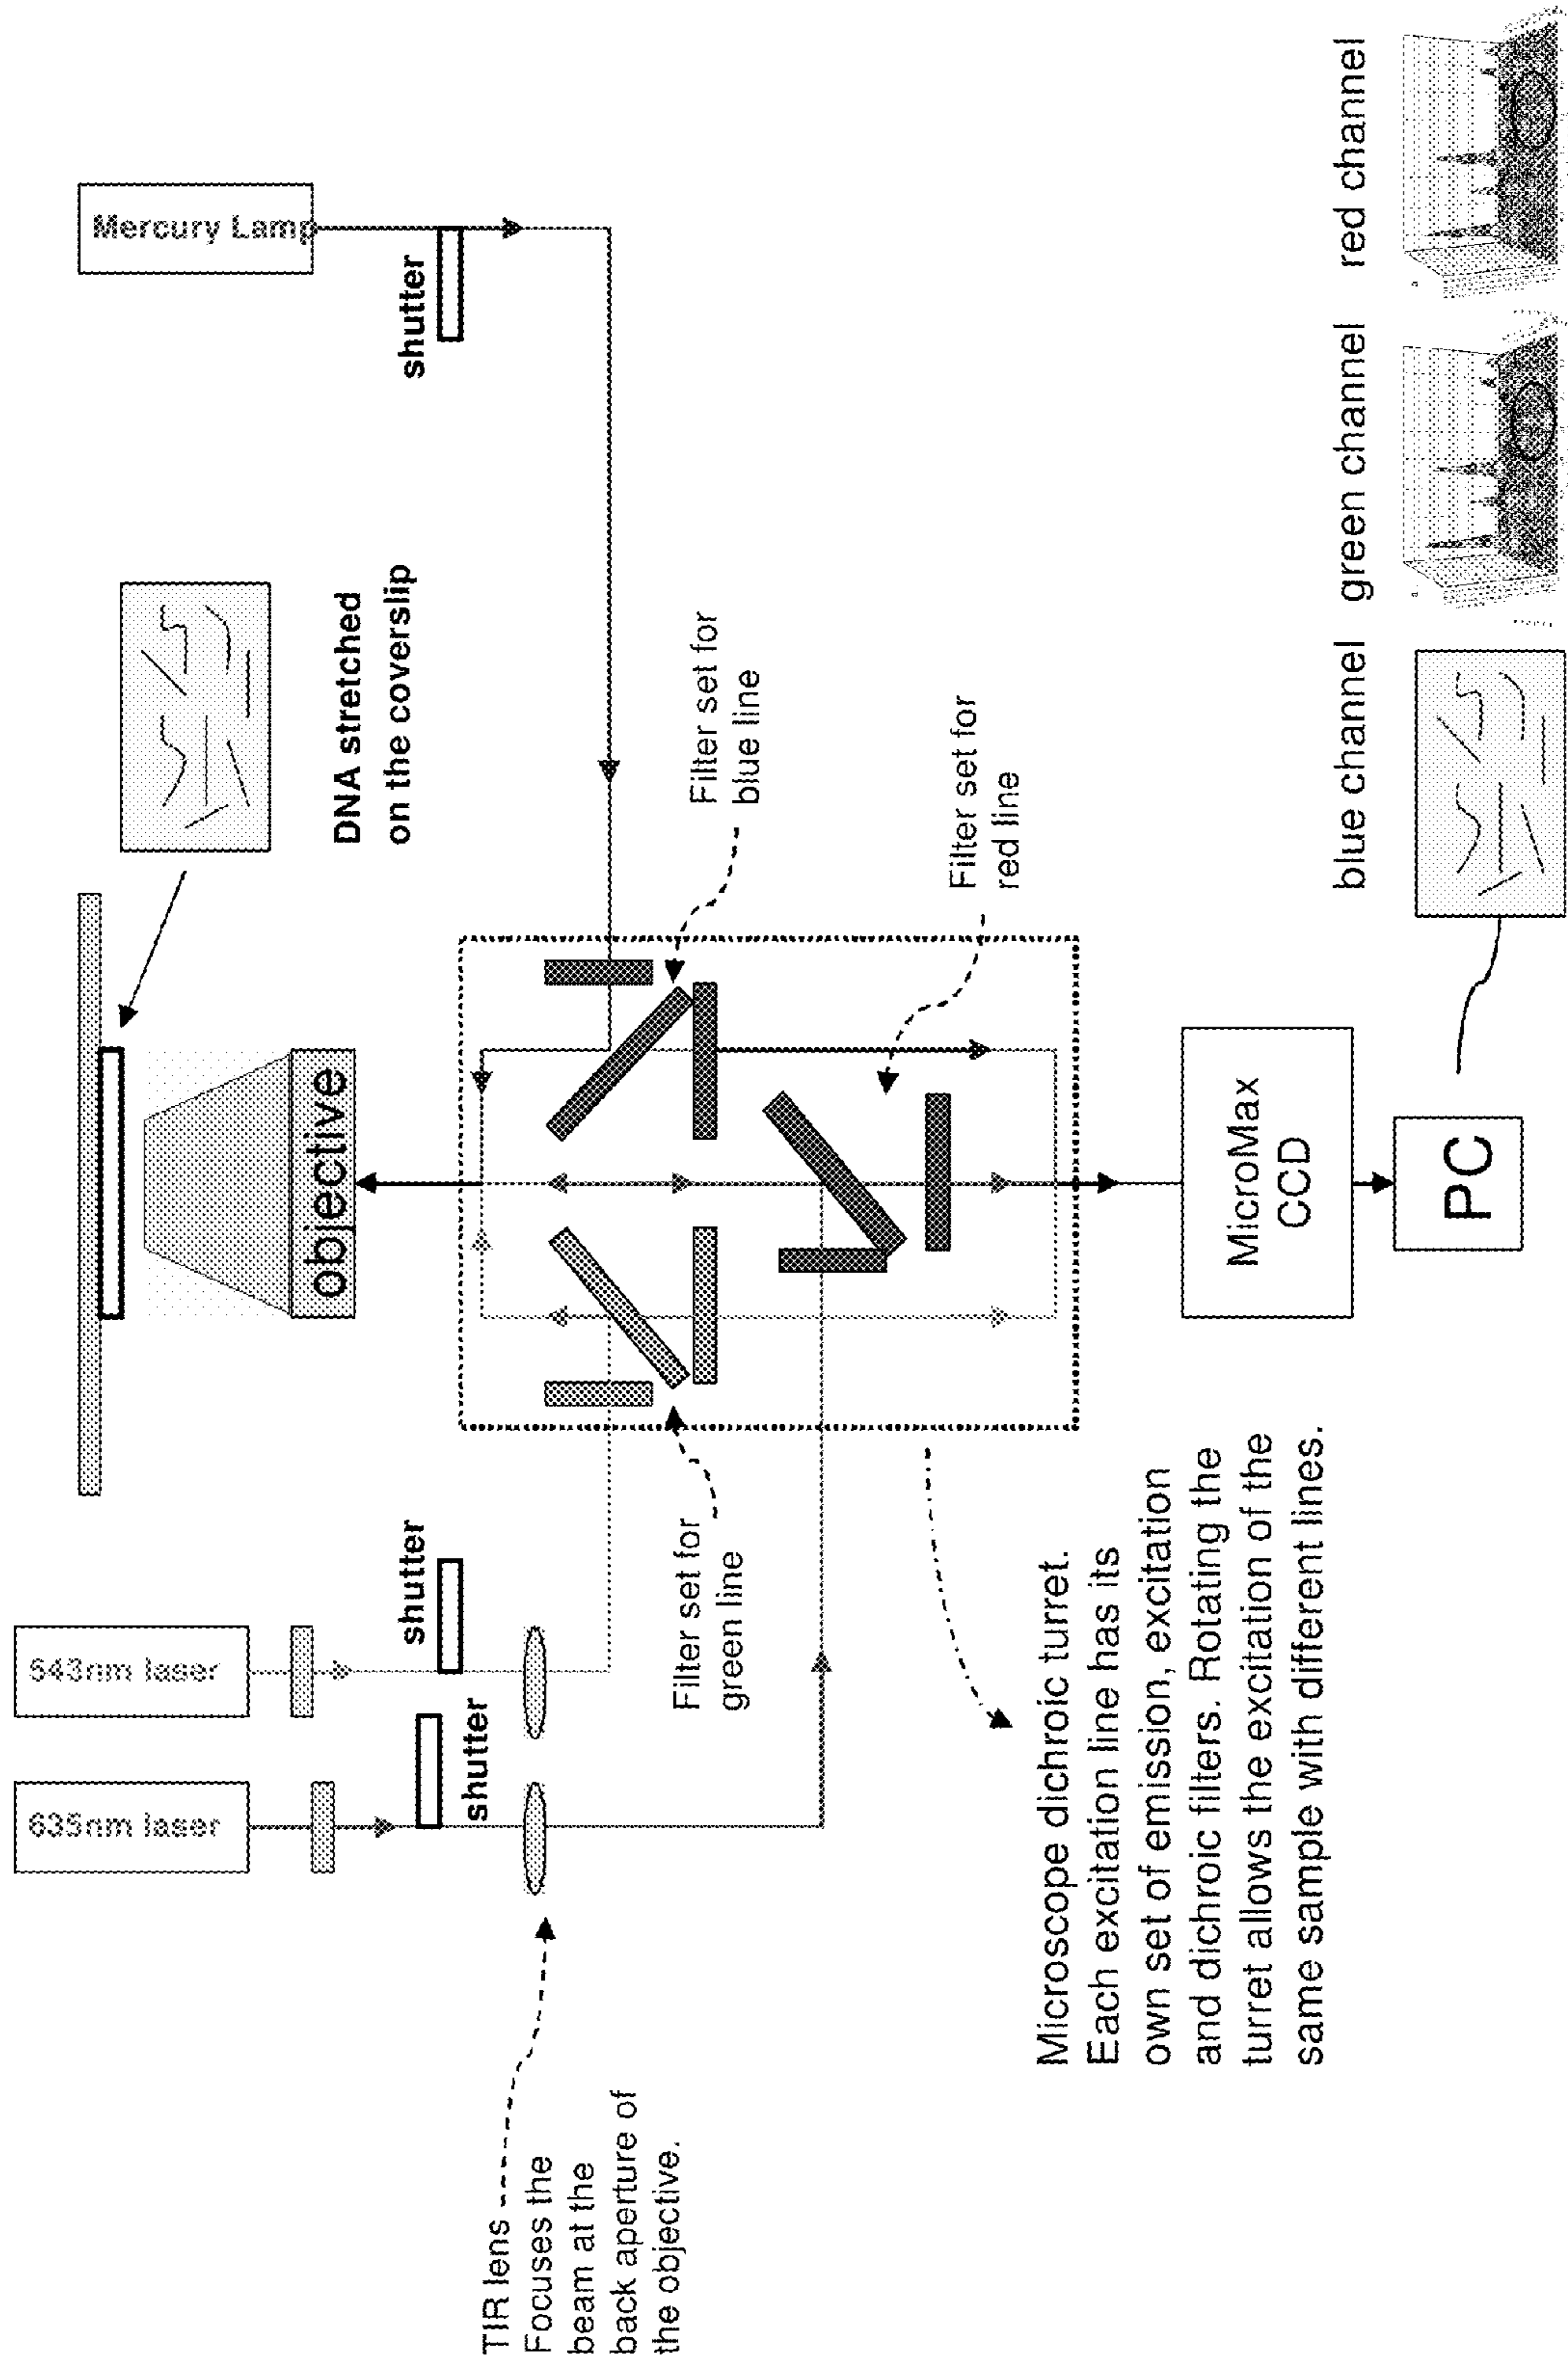 635nm laser
543nm laser
shutter
shutter
TIR lens
Focuses the
beam at the
back aperture of
the objective.
DNA stretched
on the coverslip
Mercury Lamp
shutter
objective
Filter set for
green line
Filter set for
blue line
Filter set for
red line
Microscope dichroic turret.
Each excitation line has its
own set of emission, excitation
and dichroic filters. Rotating the
turret allows the excitation of the
same sample with different lines.
MicroMax
CCD
PC
blue channel
green channel
red channel